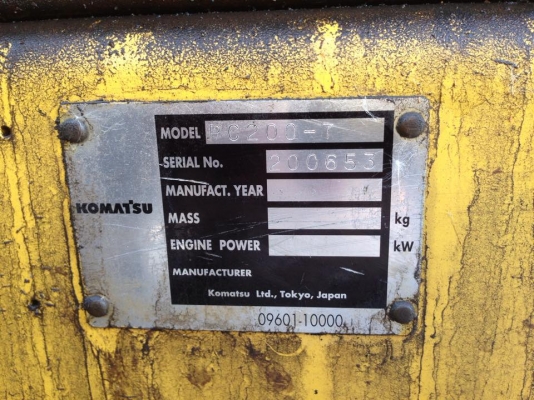 MODEL PC200-7
SERIAL No. 200653
MANUFACT. YEAR
KOMATSU
MASS kg
ENGINE POWER kW
MANUFACTURER
Komatsu Ltd., Tokyo, Japan
09601-10000